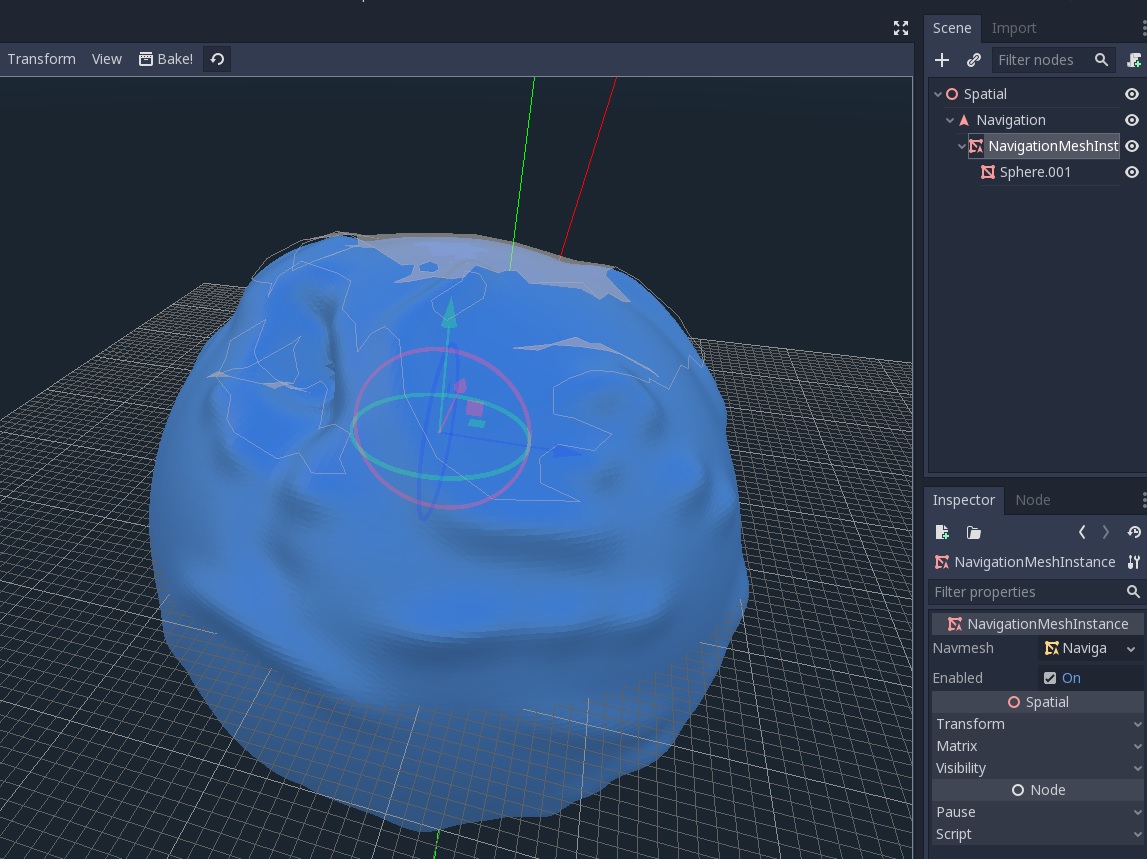 Scene Import
Transform View Bake!
Filter nodes
Spatial
Navigation
NavigationMeshInst
Sphere.001
Inspector Node
NavigationMeshInstance
Filter properties
NavigationMeshInstance
Navmesh Naviga
Enabled On
Spatial
Transform
Matrix
Visibility
Node
Pause
Script